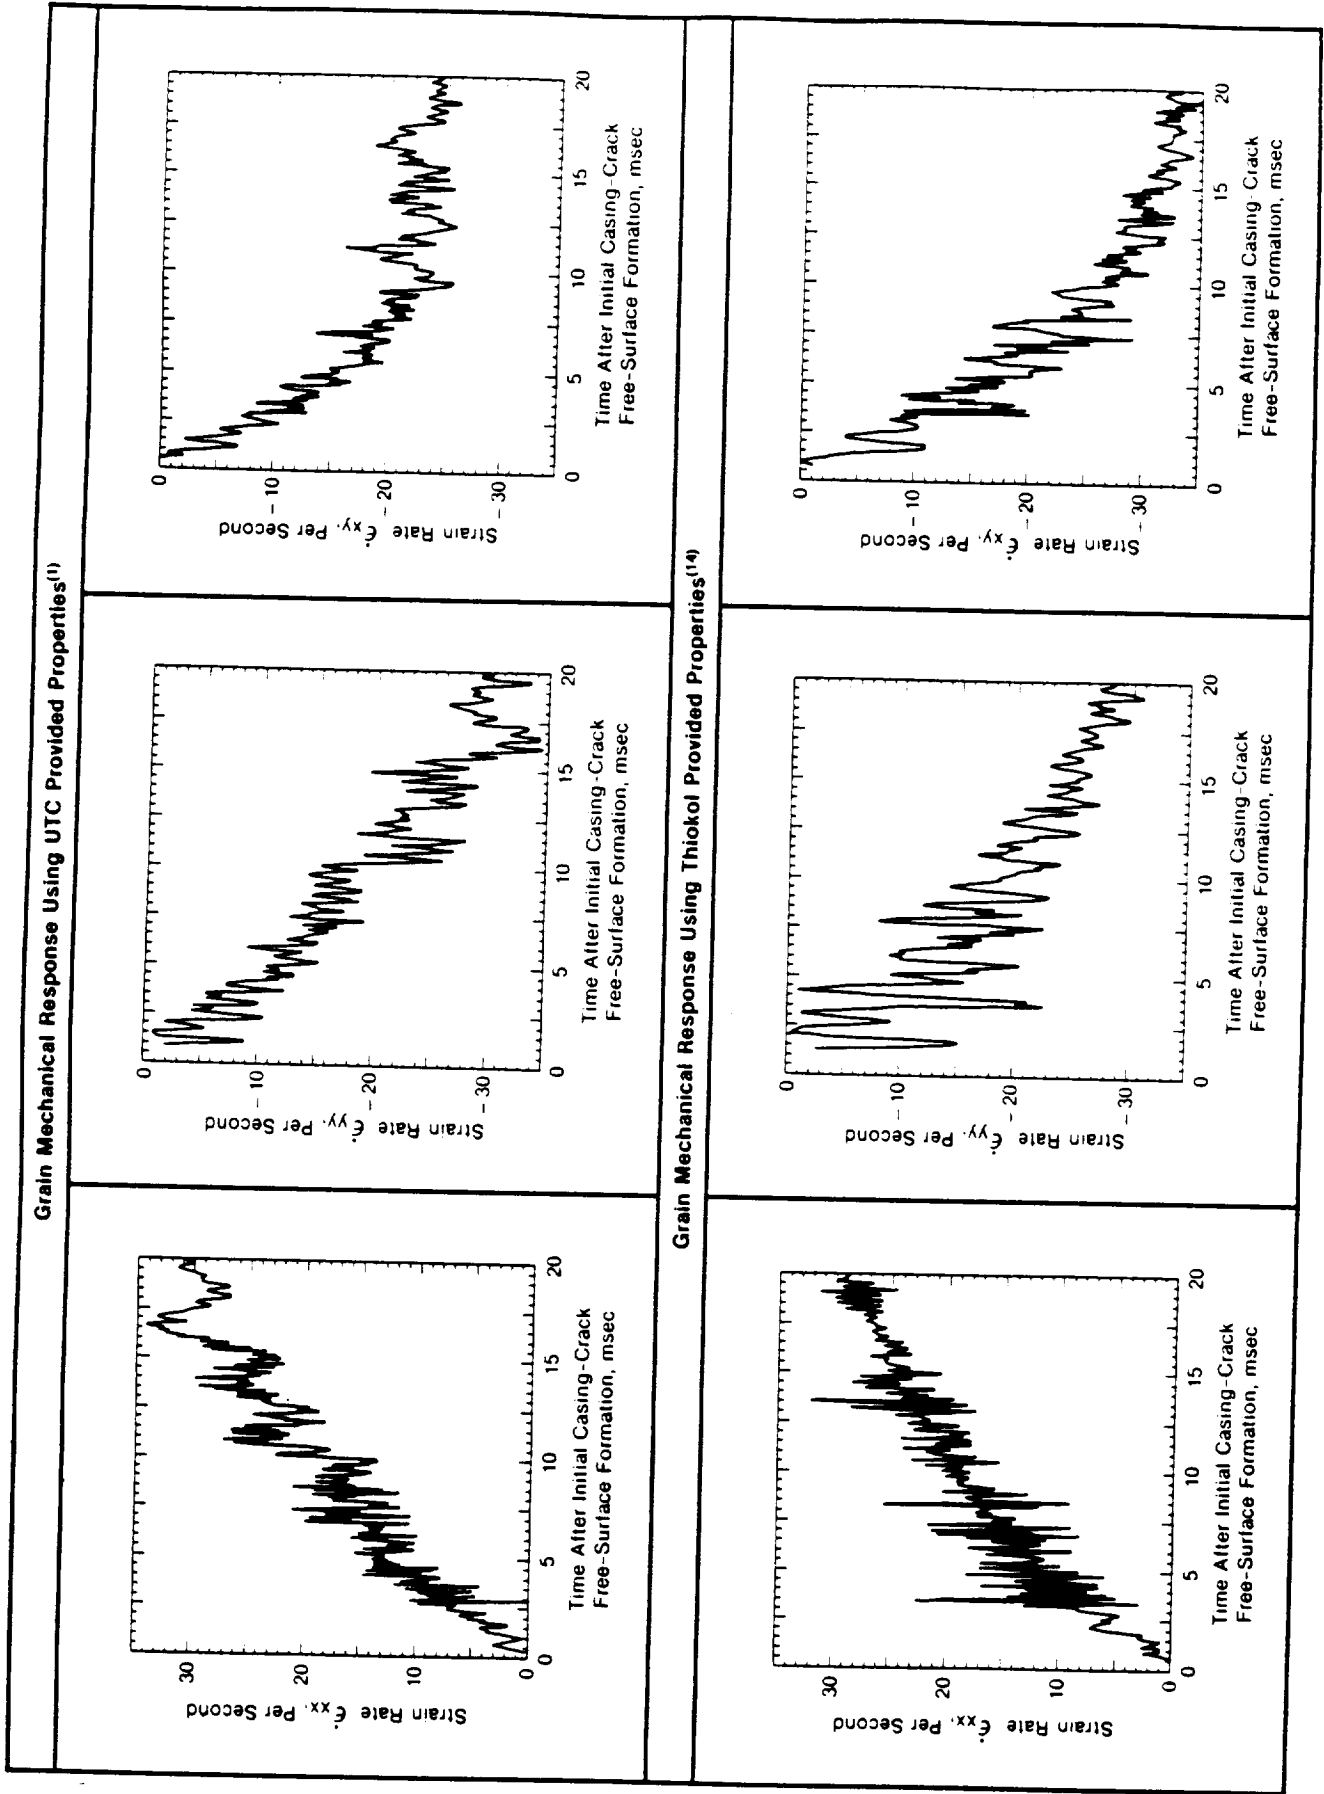 Grain Mechanical Response Using UTC Provided Properties(1)
Strain Rate ε̇xx, Per Second
30
20
10
0
0 5 10 15 20
Time After Initial Casing-Crack
Free-Surface Formation, msec
Strain Rate ε̇yy, Per Second
0
-10
-20
-30
0 5 10 15 20
Time After Initial Casing-Crack
Free-Surface Formation, msec
Strain Rate ε̇xy, Per Second
0
-10
-20
-30
0 5 10 15 20
Time After Initial Casing-Crack
Free-Surface Formation, msec
Grain Mechanical Response Using Thiokol Provided Properties(14)
Strain Rate ε̇xx, Per Second
30
20
10
0
0 5 10 15 20
Time After Initial Casing-Crack
Free-Surface Formation, msec
Strain Rate ε̇yy, Per Second
0
-10
-20
-30
0 5 10 15 20
Time After Initial Casing-Crack
Free-Surface Formation, msec
Strain Rate ε̇xy, Per Second
0
-10
-20
-30
0 5 10 15 20
Time After Initial Casing-Crack
Free-Surface Formation, msec